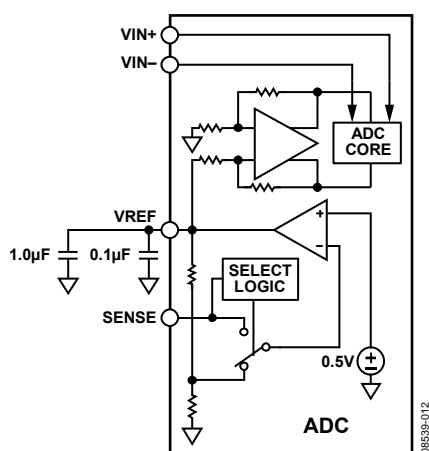 VIN+
VIN–
ADC
CORE
VREF
1.0µF
0.1µF
+
–
SELECT
LOGIC
SENSE
0.5V
+
–
ADC
08539-012